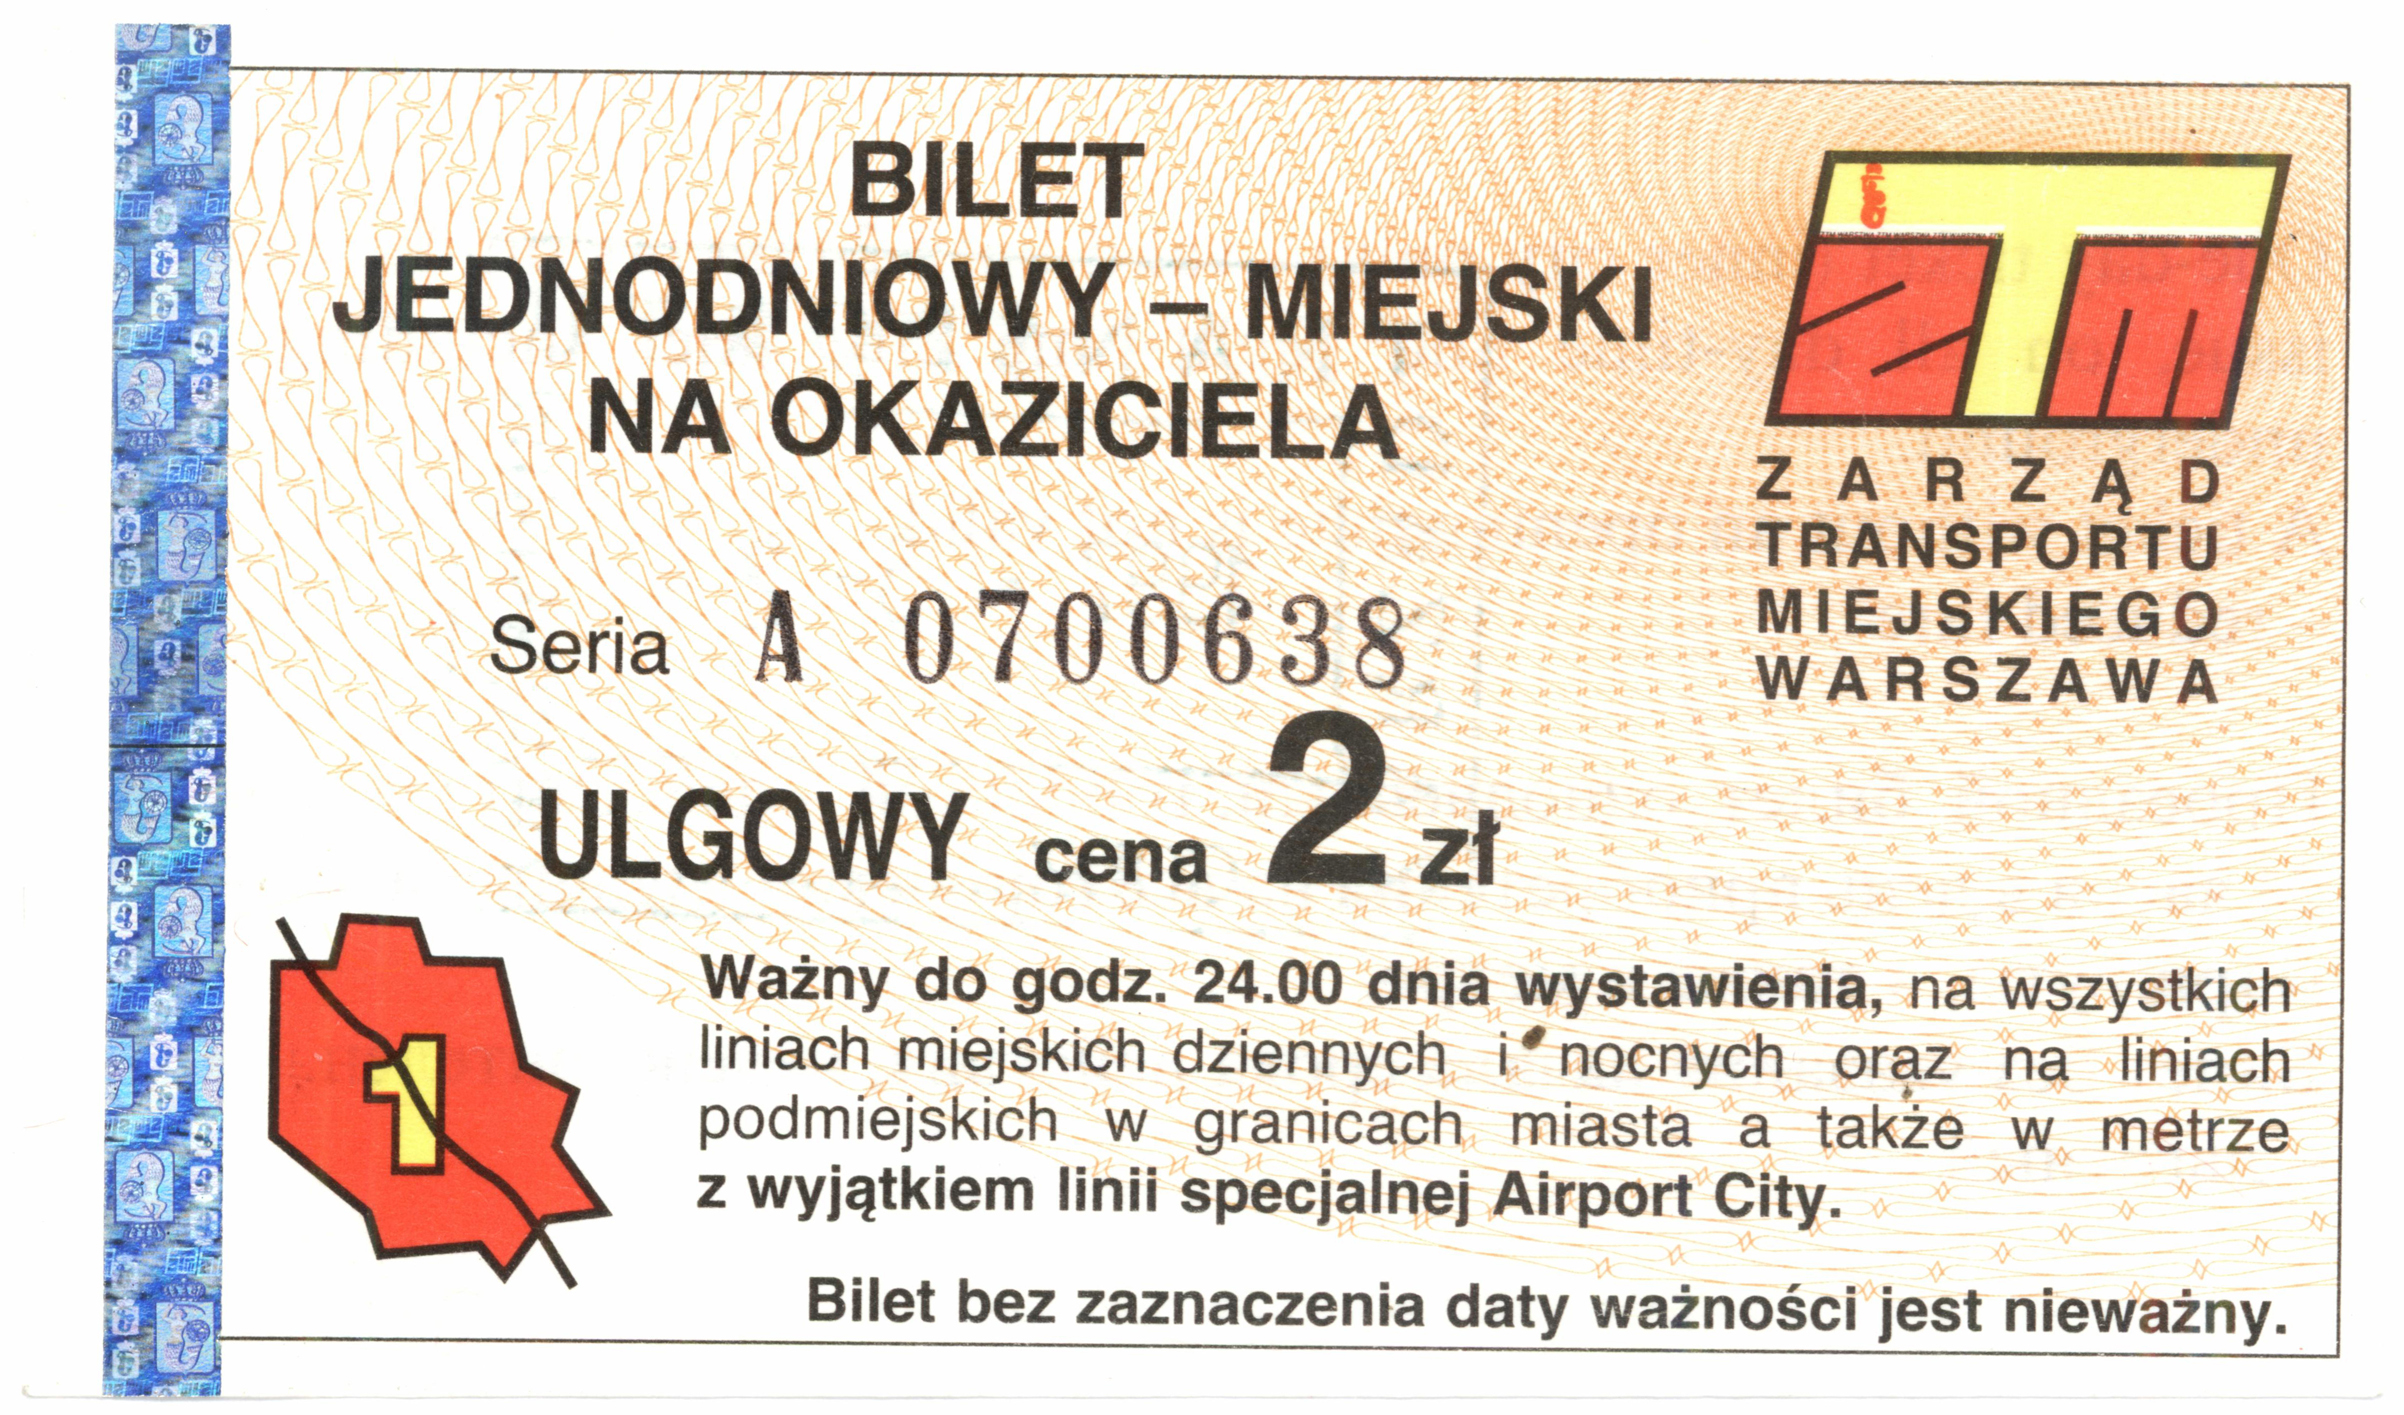 BILET
JEDNODNIOWY – MIEJSKI
NA OKAZICIELA
ZTM
ZARZĄD
TRANSPORTU
MIEJSKIEGO
WARSZAWA
Seria A 0700638
ULGOWY cena 2 zł
1
Ważny do godz. 24.00 dnia wystawienia, na wszystkich
liniach miejskich dziennych i nocnych oraz na liniach
podmiejskich w granicach miasta a także w metrze
z wyjątkiem linii specjalnej Airport City.
Bilet bez zaznaczenia daty ważności jest nieważny.